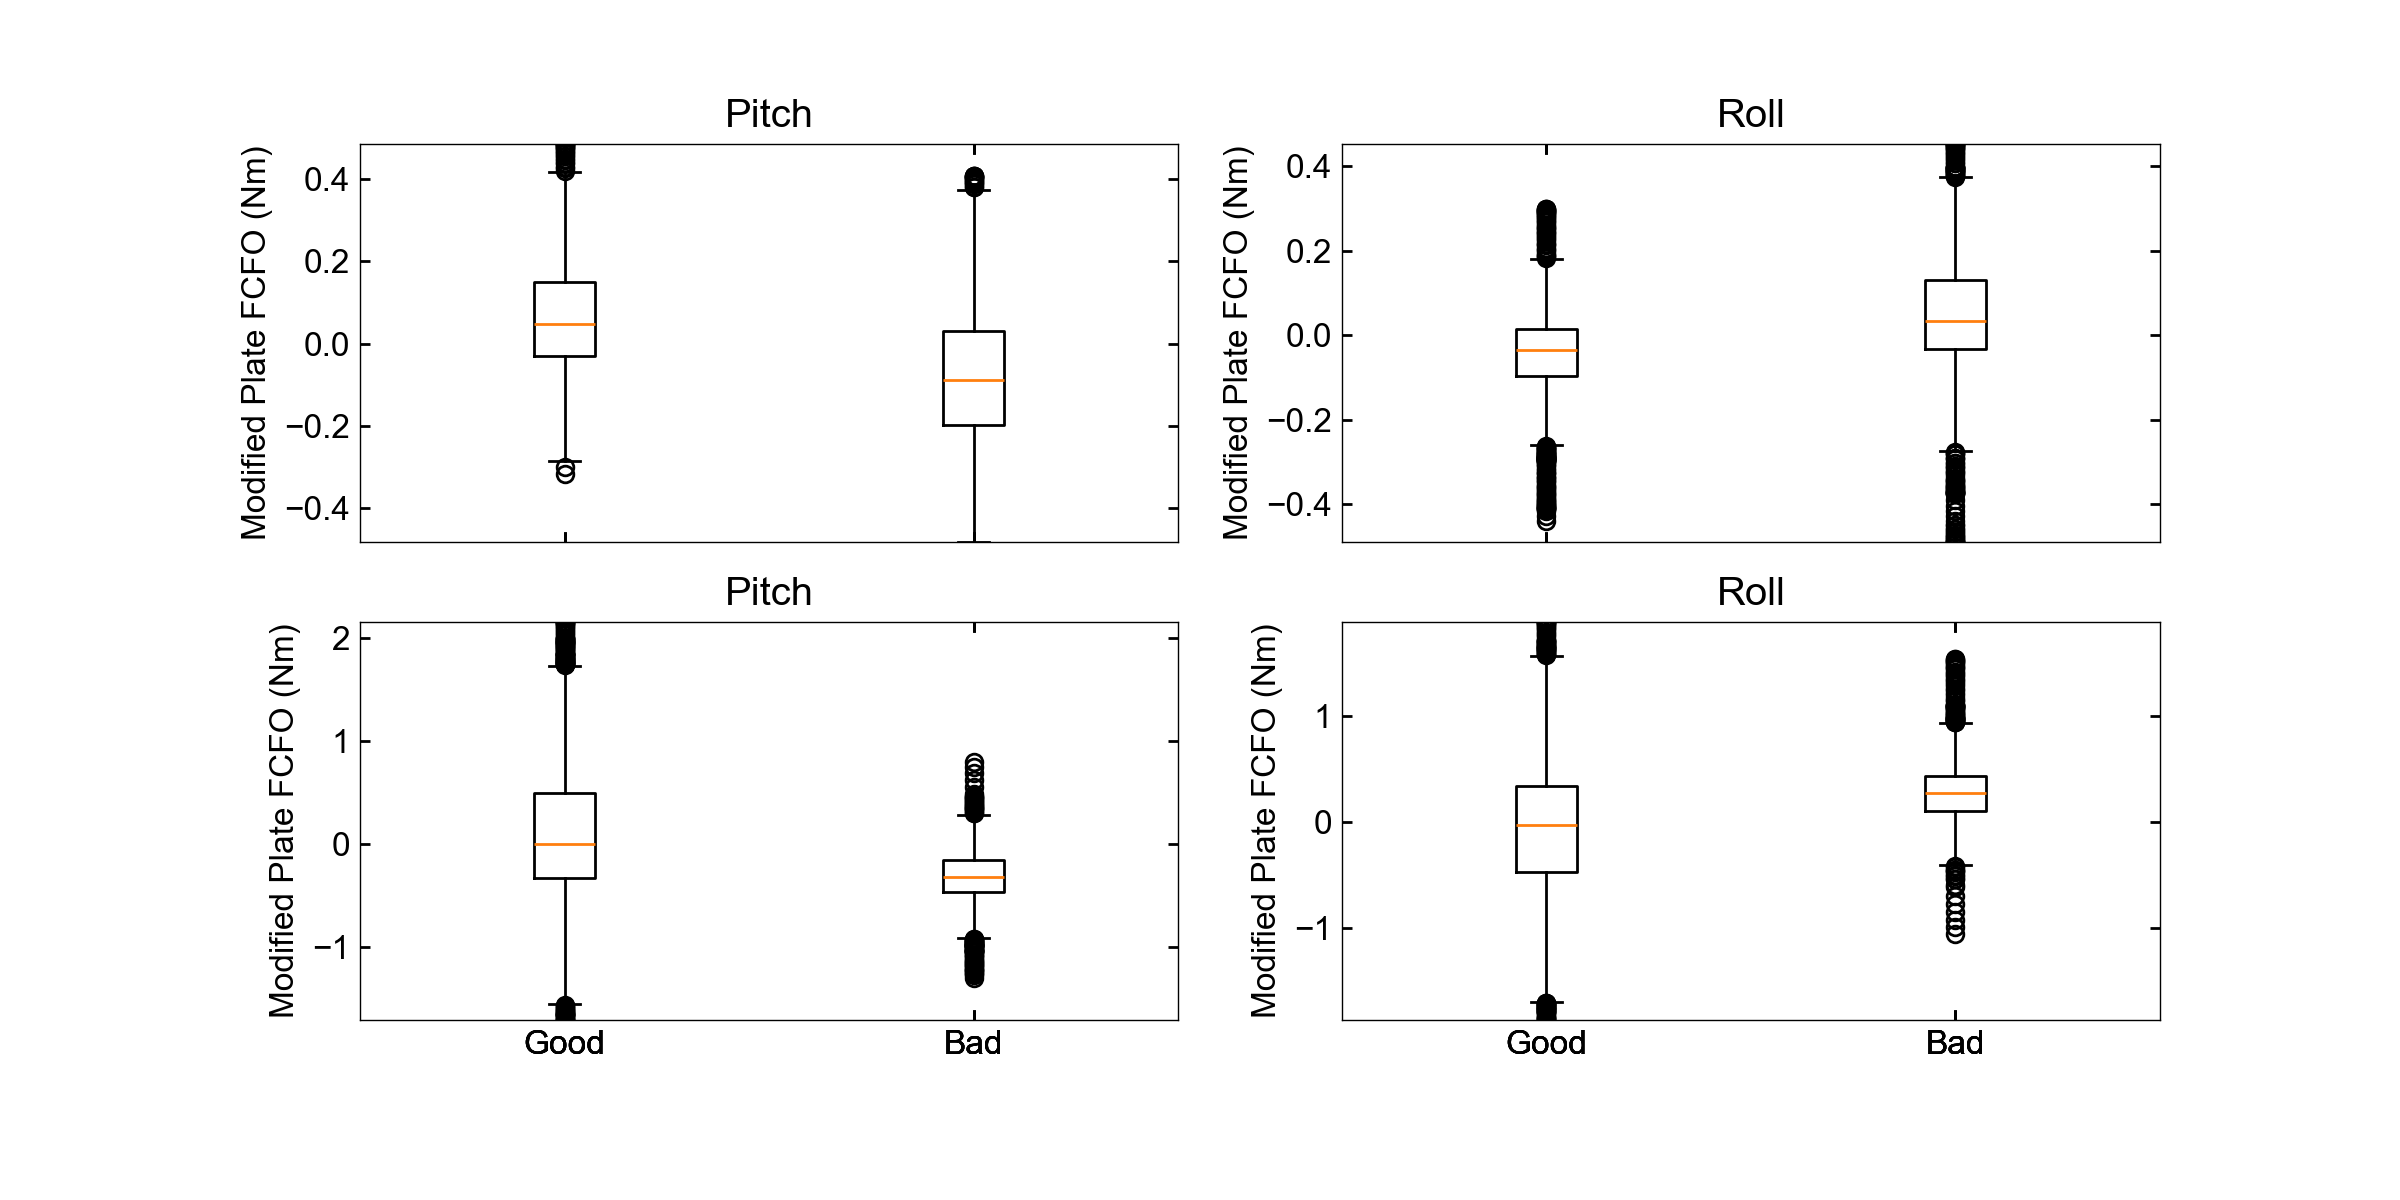 Pitch
Modified Plate FCFO (Nm)
0.4
0.2
0.0
−0.2
−0.4
Roll
Modified Plate FCFO (Nm)
0.4
0.2
0.0
−0.2
−0.4
Pitch
Modified Plate FCFO (Nm)
2
1
0
−1
Good Bad
Roll
Modified Plate FCFO (Nm)
1
0
−1
Good Bad